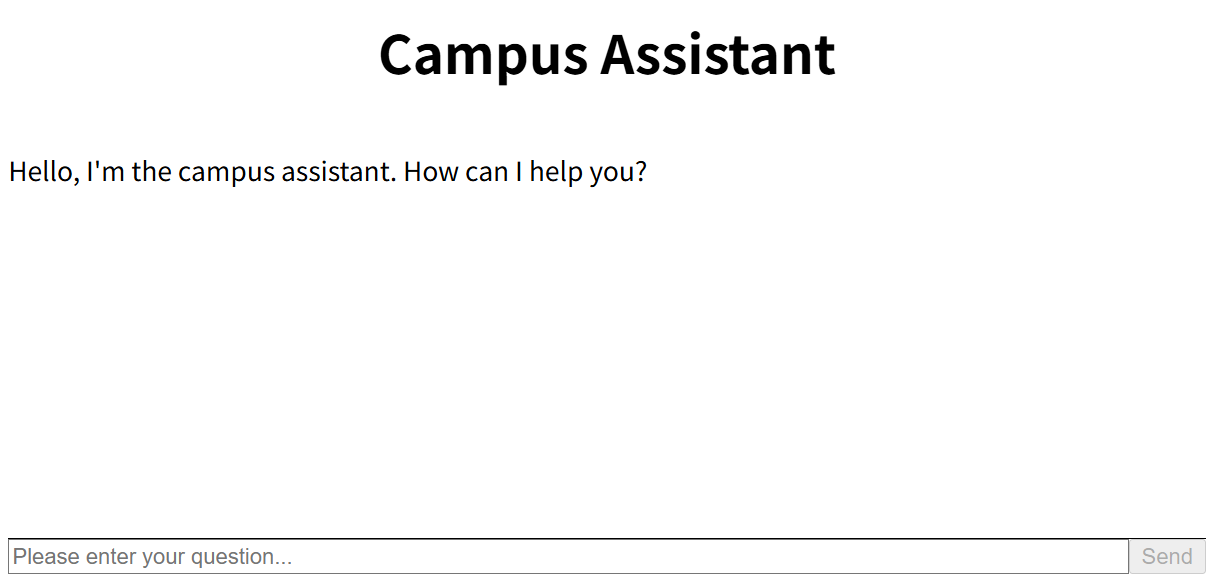 Campus Assistant
Hello, I'm the campus assistant. How can I help you?
Please enter your question...
Send